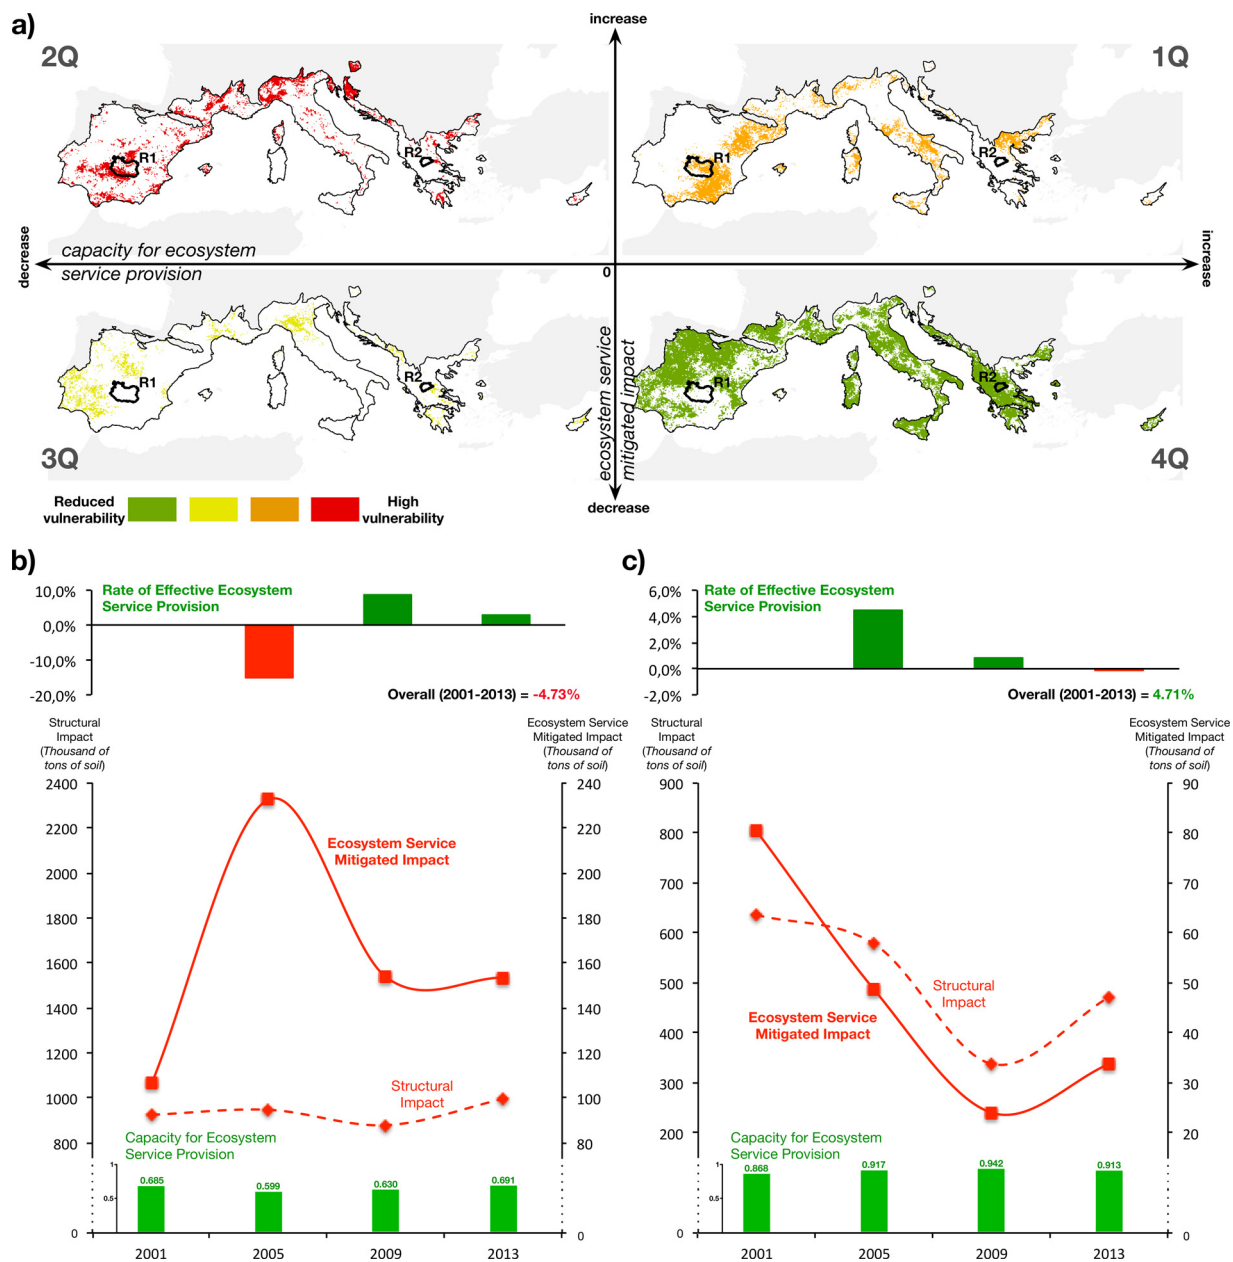 a)
increase
2Q
1Q
R1
R2
R1
R2
decrease
capacity for ecosystem
service provision
increase
0
ecosystem service
mitigated impact
R1
R2
R1
R2
3Q
4Q
decrease
Reduced
vulnerability
High
vulnerability
b)
Rate of Effective Ecosystem
Service Provision
10,0%
0,0%
-10,0%
-20,0%
Overall (2001-2013) = -4.73%
Structural
Impact
(Thousand of
tons of soil)
Ecosystem Service
Mitigated Impact
(Thousand of
tons of soil)
2400
2200
2000
1800
1600
1400
1200
1000
800
0
240
220
200
180
160
140
120
100
80
0
Ecosystem Service
Mitigated Impact
Structural
Impact
Capacity for Ecosystem
Service Provision
1
0.5
0.685
0.599
0.630
0.691
2001
2005
2009
2013
c)
Rate of Effective Ecosystem
Service Provision
6,0%
4,0%
2,0%
0,0%
-2,0%
Overall (2001-2013) = 4.71%
Structural
Impact
(Thousand of
tons of soil)
Ecosystem Service
Mitigated Impact
(Thousand of
tons of soil)
900
800
700
600
500
400
300
200
0
90
80
70
60
50
40
30
20
0
Structural
Impact
Ecosystem Service
Mitigated Impact
Capacity for Ecosystem
Service Provision
1
0.5
0.868
0.917
0.942
0.913
2001
2005
2009
2013